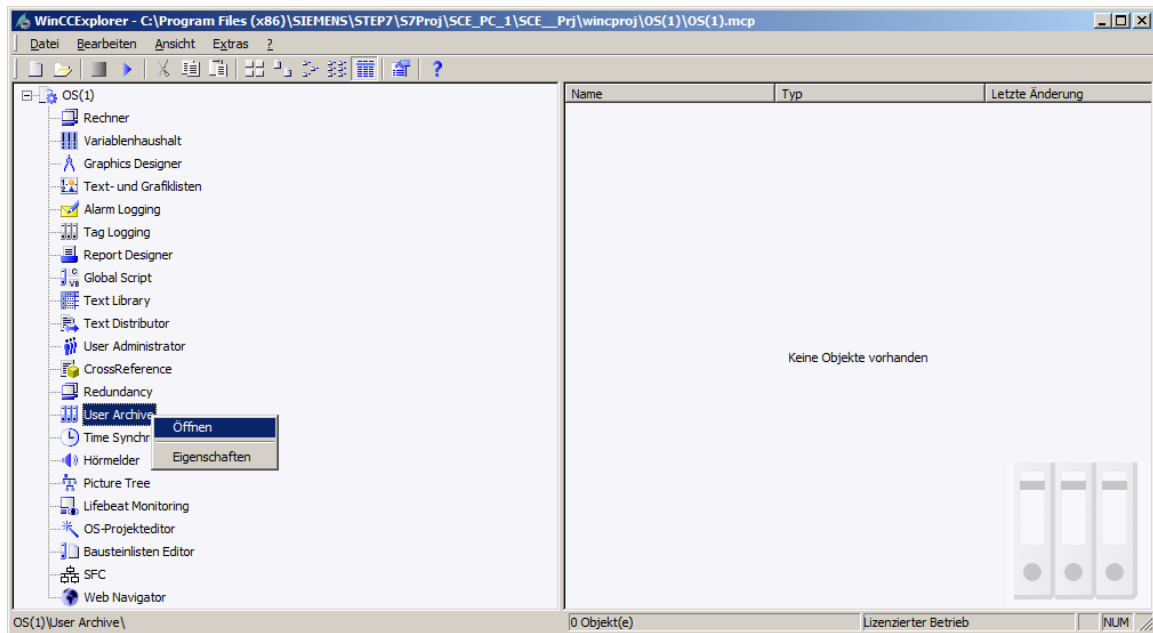 WinCCExplorer - C:\Program Files (x86)\SIEMENS\STEP7\S7Proj\SCE_PC_1\SCE__Prj\wincproj\OS(1)\OS(1).mcp
Datei Bearbeiten Ansicht Extras ?
OS(1)
Rechner
Variablenhaushalt
Graphics Designer
Text- und Grafiklisten
Alarm Logging
Tag Logging
Report Designer
Global Script
Text Library
Text Distributor
User Administrator
CrossReference
Redundancy
User Archive
Time Synchr
Hörmelder
Picture Tree
Lifebeat Monitoring
OS-Projekteditor
Bausteinlisten Editor
SFC
Web Navigator
Öffnen
Eigenschaften
Name Typ Letzte Änderung
Keine Objekte vorhanden
OS(1)\User Archive\ 0 Objekt(e) Lizenzierter Betrieb NUM